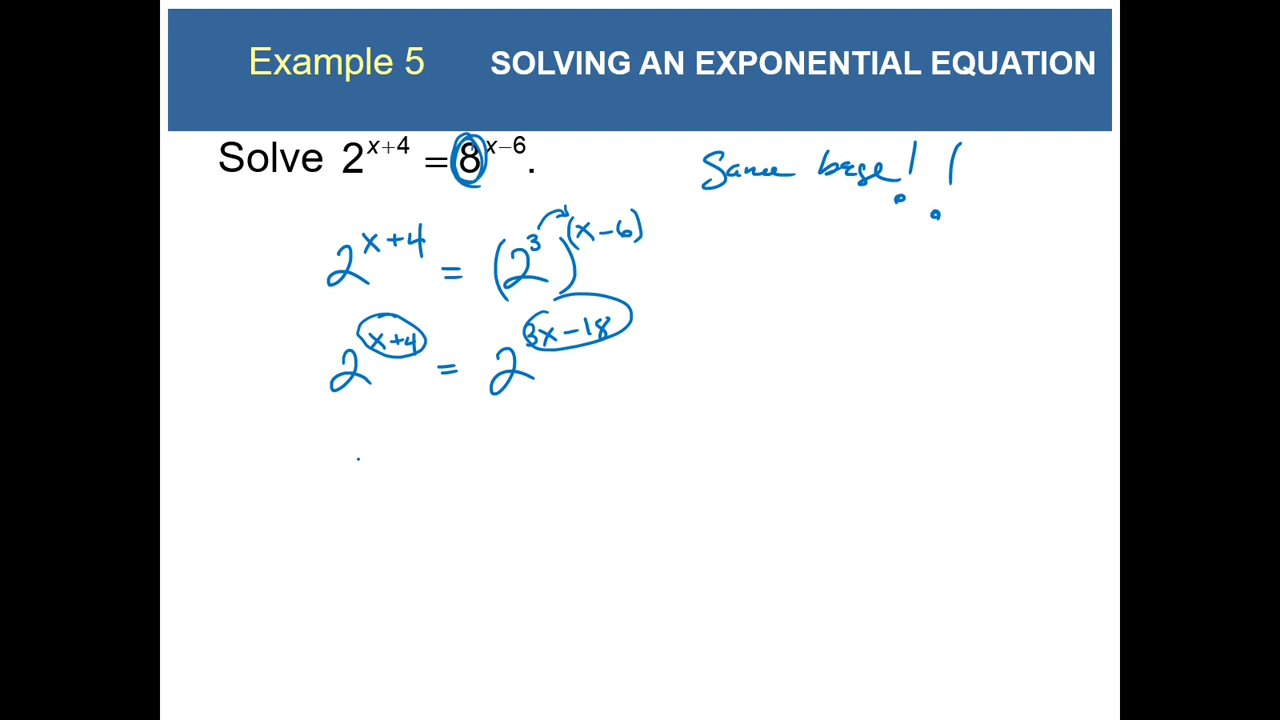 Example 5 SOLVING AN EXPONENTIAL EQUATION
Solve 2^{x+4} = 8^{x–6}.
Same base! !
2^{x+4} = (2^3)^{(x–6)}
2^{x+4} = 2^{3x–18}